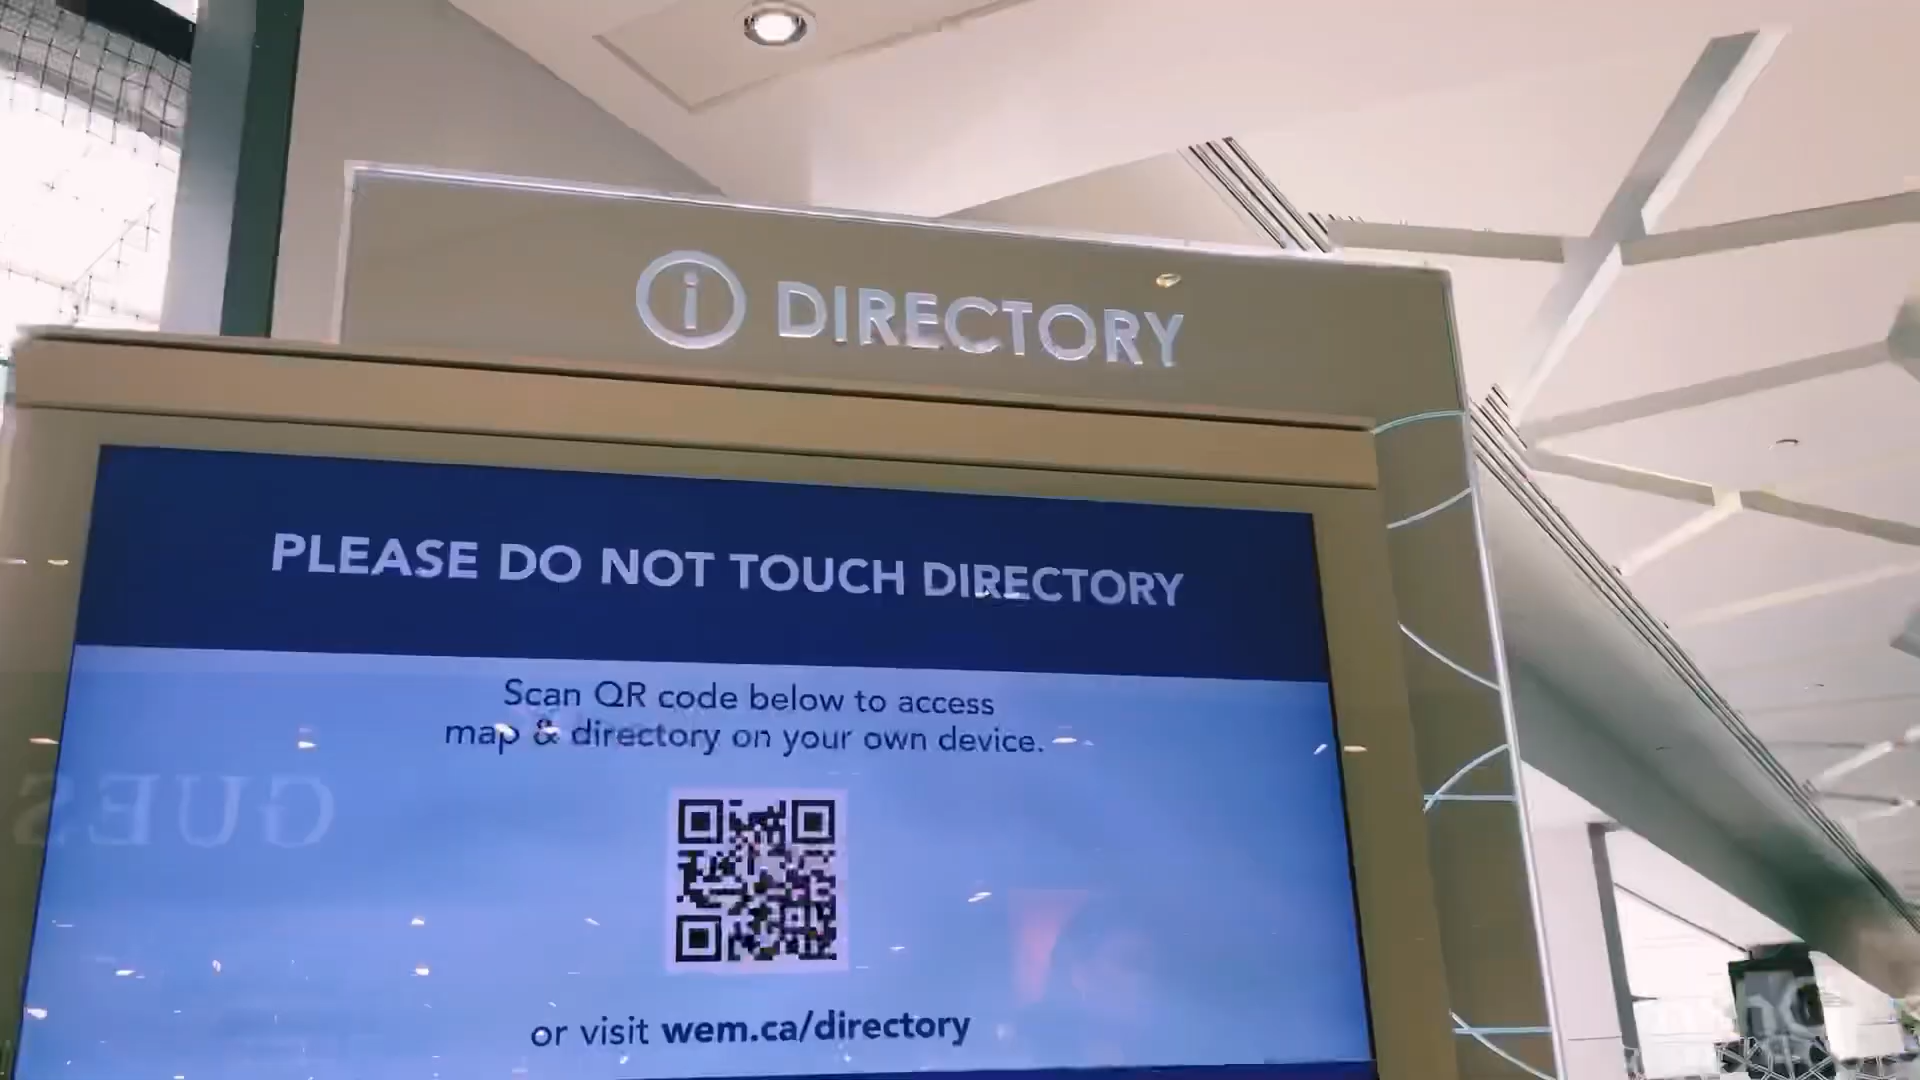 i DIRECTORY
PLEASE DO NOT TOUCH DIRECTORY
Scan QR code below to access
map & directory on your own device.
GUES
or visit wem.ca/directory